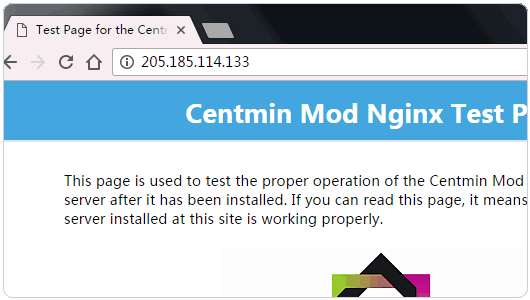 Test Page for the Cent
205.185.114.133
Centmin Mod Nginx Test P
This page is used to test the proper operation of the Centmin Mod
server after it has been installed. If you can read this page, it means
server installed at this site is working properly.